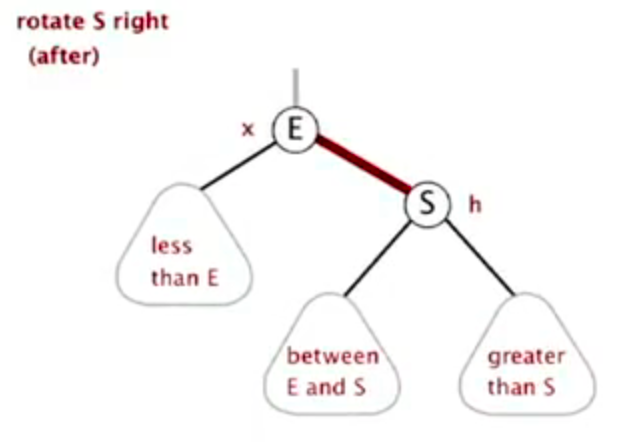 rotate S right
(after)
x
E
S
h
less
than E
between
E and S
greater
than S